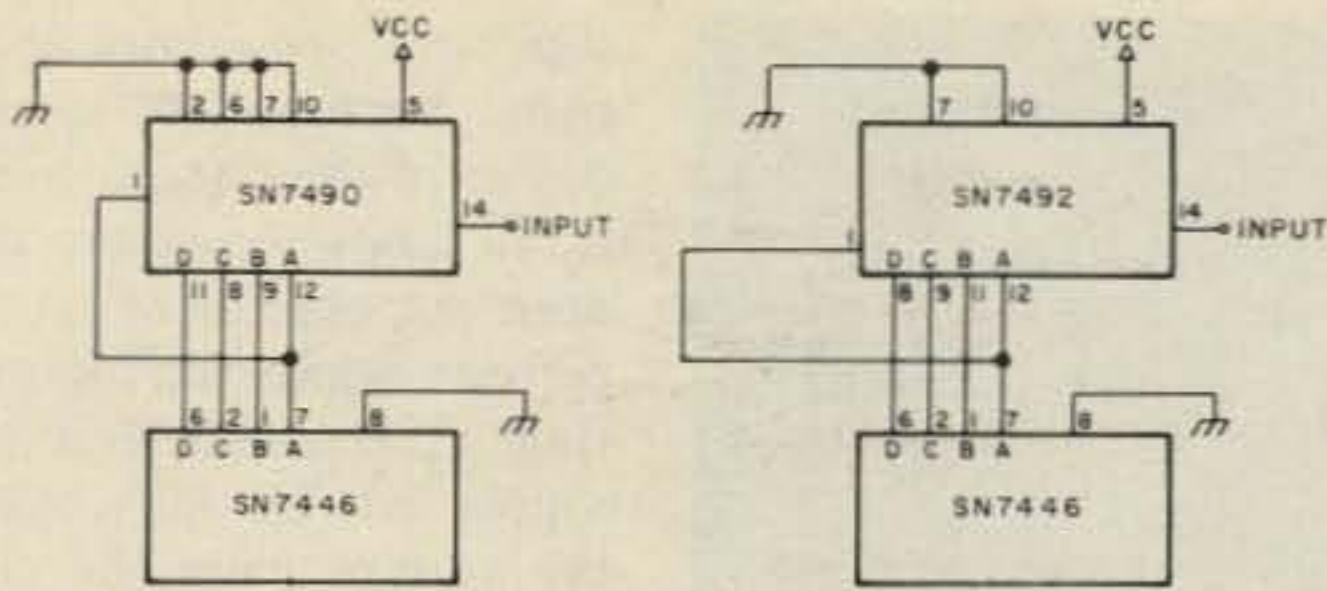 VCC
2 6 7 10 5
1
SN7490
14
INPUT
D C B A
11 8 9 12
6 2 1 7 8
D C B A
SN7446
VCC
7 10 5
SN7492
14
INPUT
1
D C B A
8 9 11 12
6 2 1 7 8
D C B A
SN7446